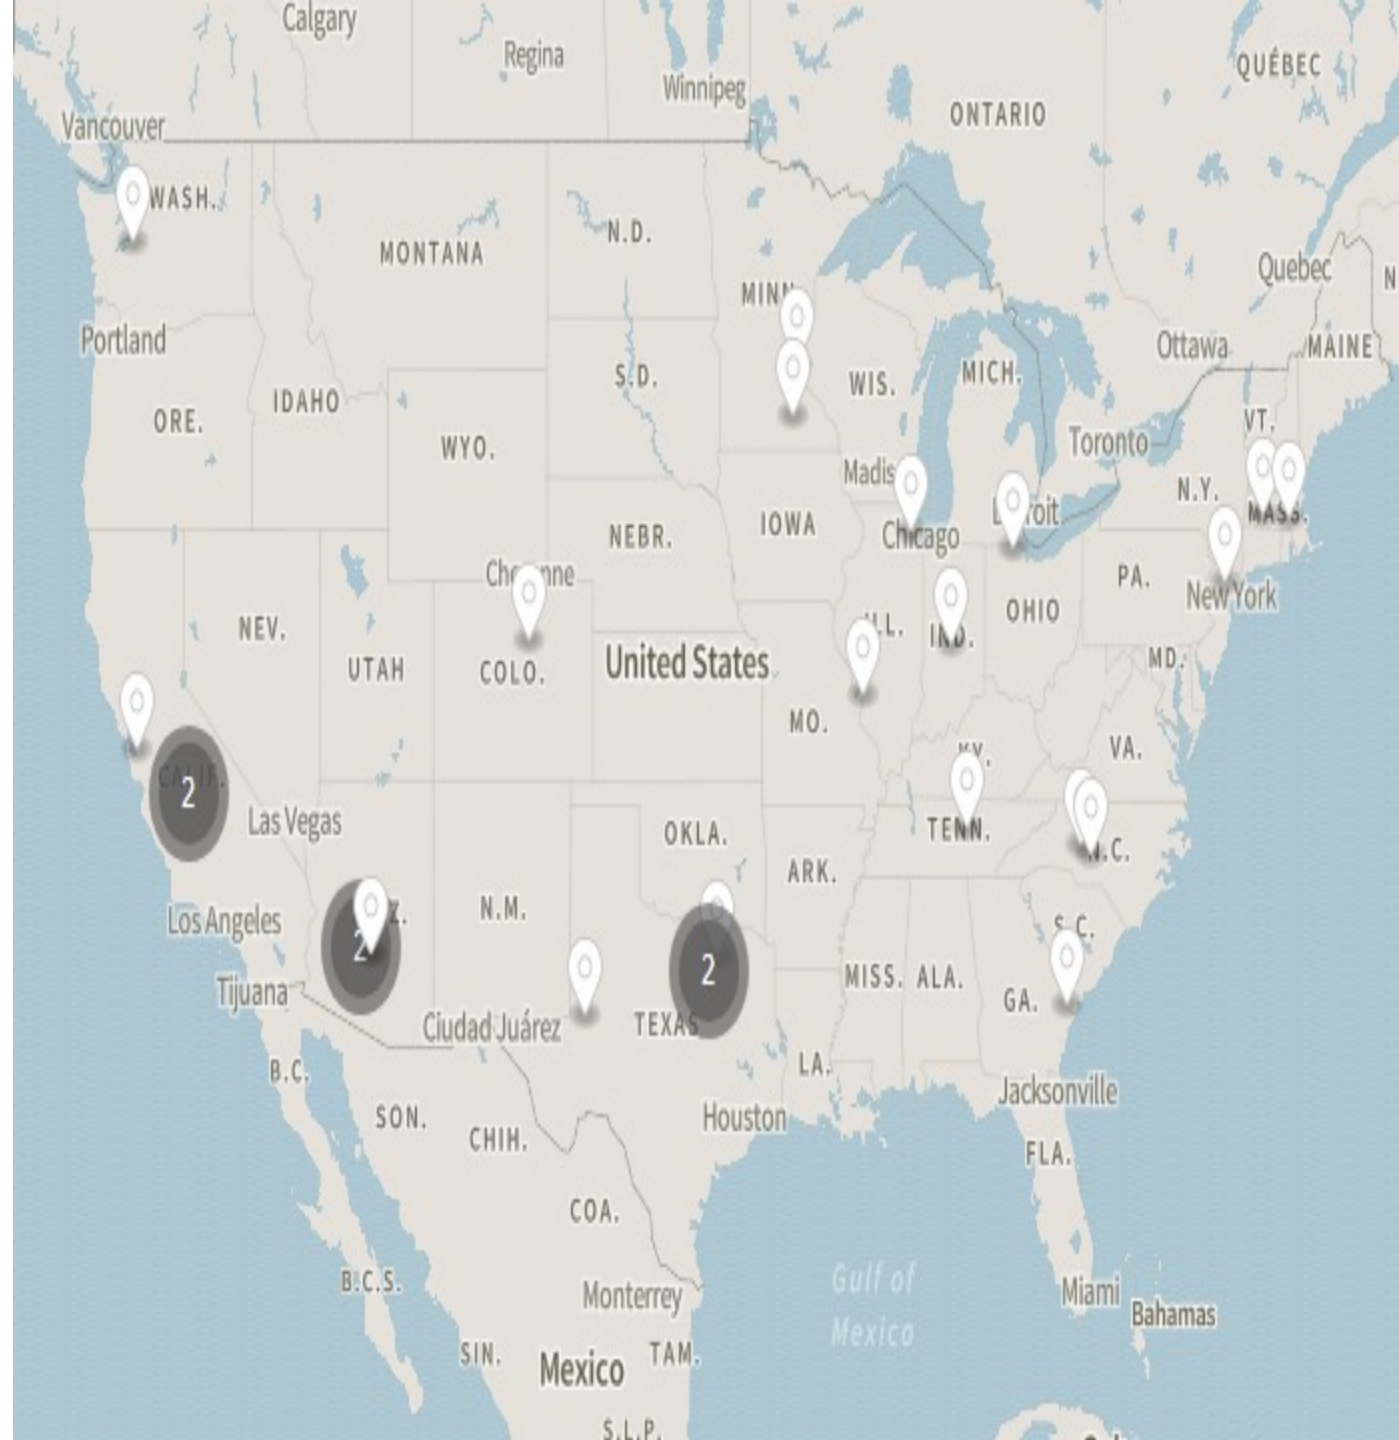 Calgary
Regina
Winnipeg
QUÉBEC
ONTARIO
Vancouver
WASH.
MONTANA
N.D.
Quebec
N
MINN
Portland
Ottawa
MAINE
S.D.
WIS.
MICH.
IDAHO
ORE.
VT.
WYO.
Toronto
Madis
N.Y.
MASS.
IOWA
NEBR.
Chicago
PA.
New York
NEV.
OHIO
IND.
UTAH
COLO.
United States
MD.
MO.
VA.
CALIF.
2
Las Vegas
OKLA.
TENN.
N.C.
ARK.
Los Angeles
N.M.
Z.
2
2
S.C.
MISS.
ALA.
GA.
Tijuana
Ciudad Juárez
TEXAS
B.C.
LA.
Jacksonville
SON.
CHIH.
Houston
FLA.
COA.
B.C.S.
Monterrey
Gulf of
Mexico
Miami
Bahamas
SIN.
Mexico
TAM.
S.L.P.